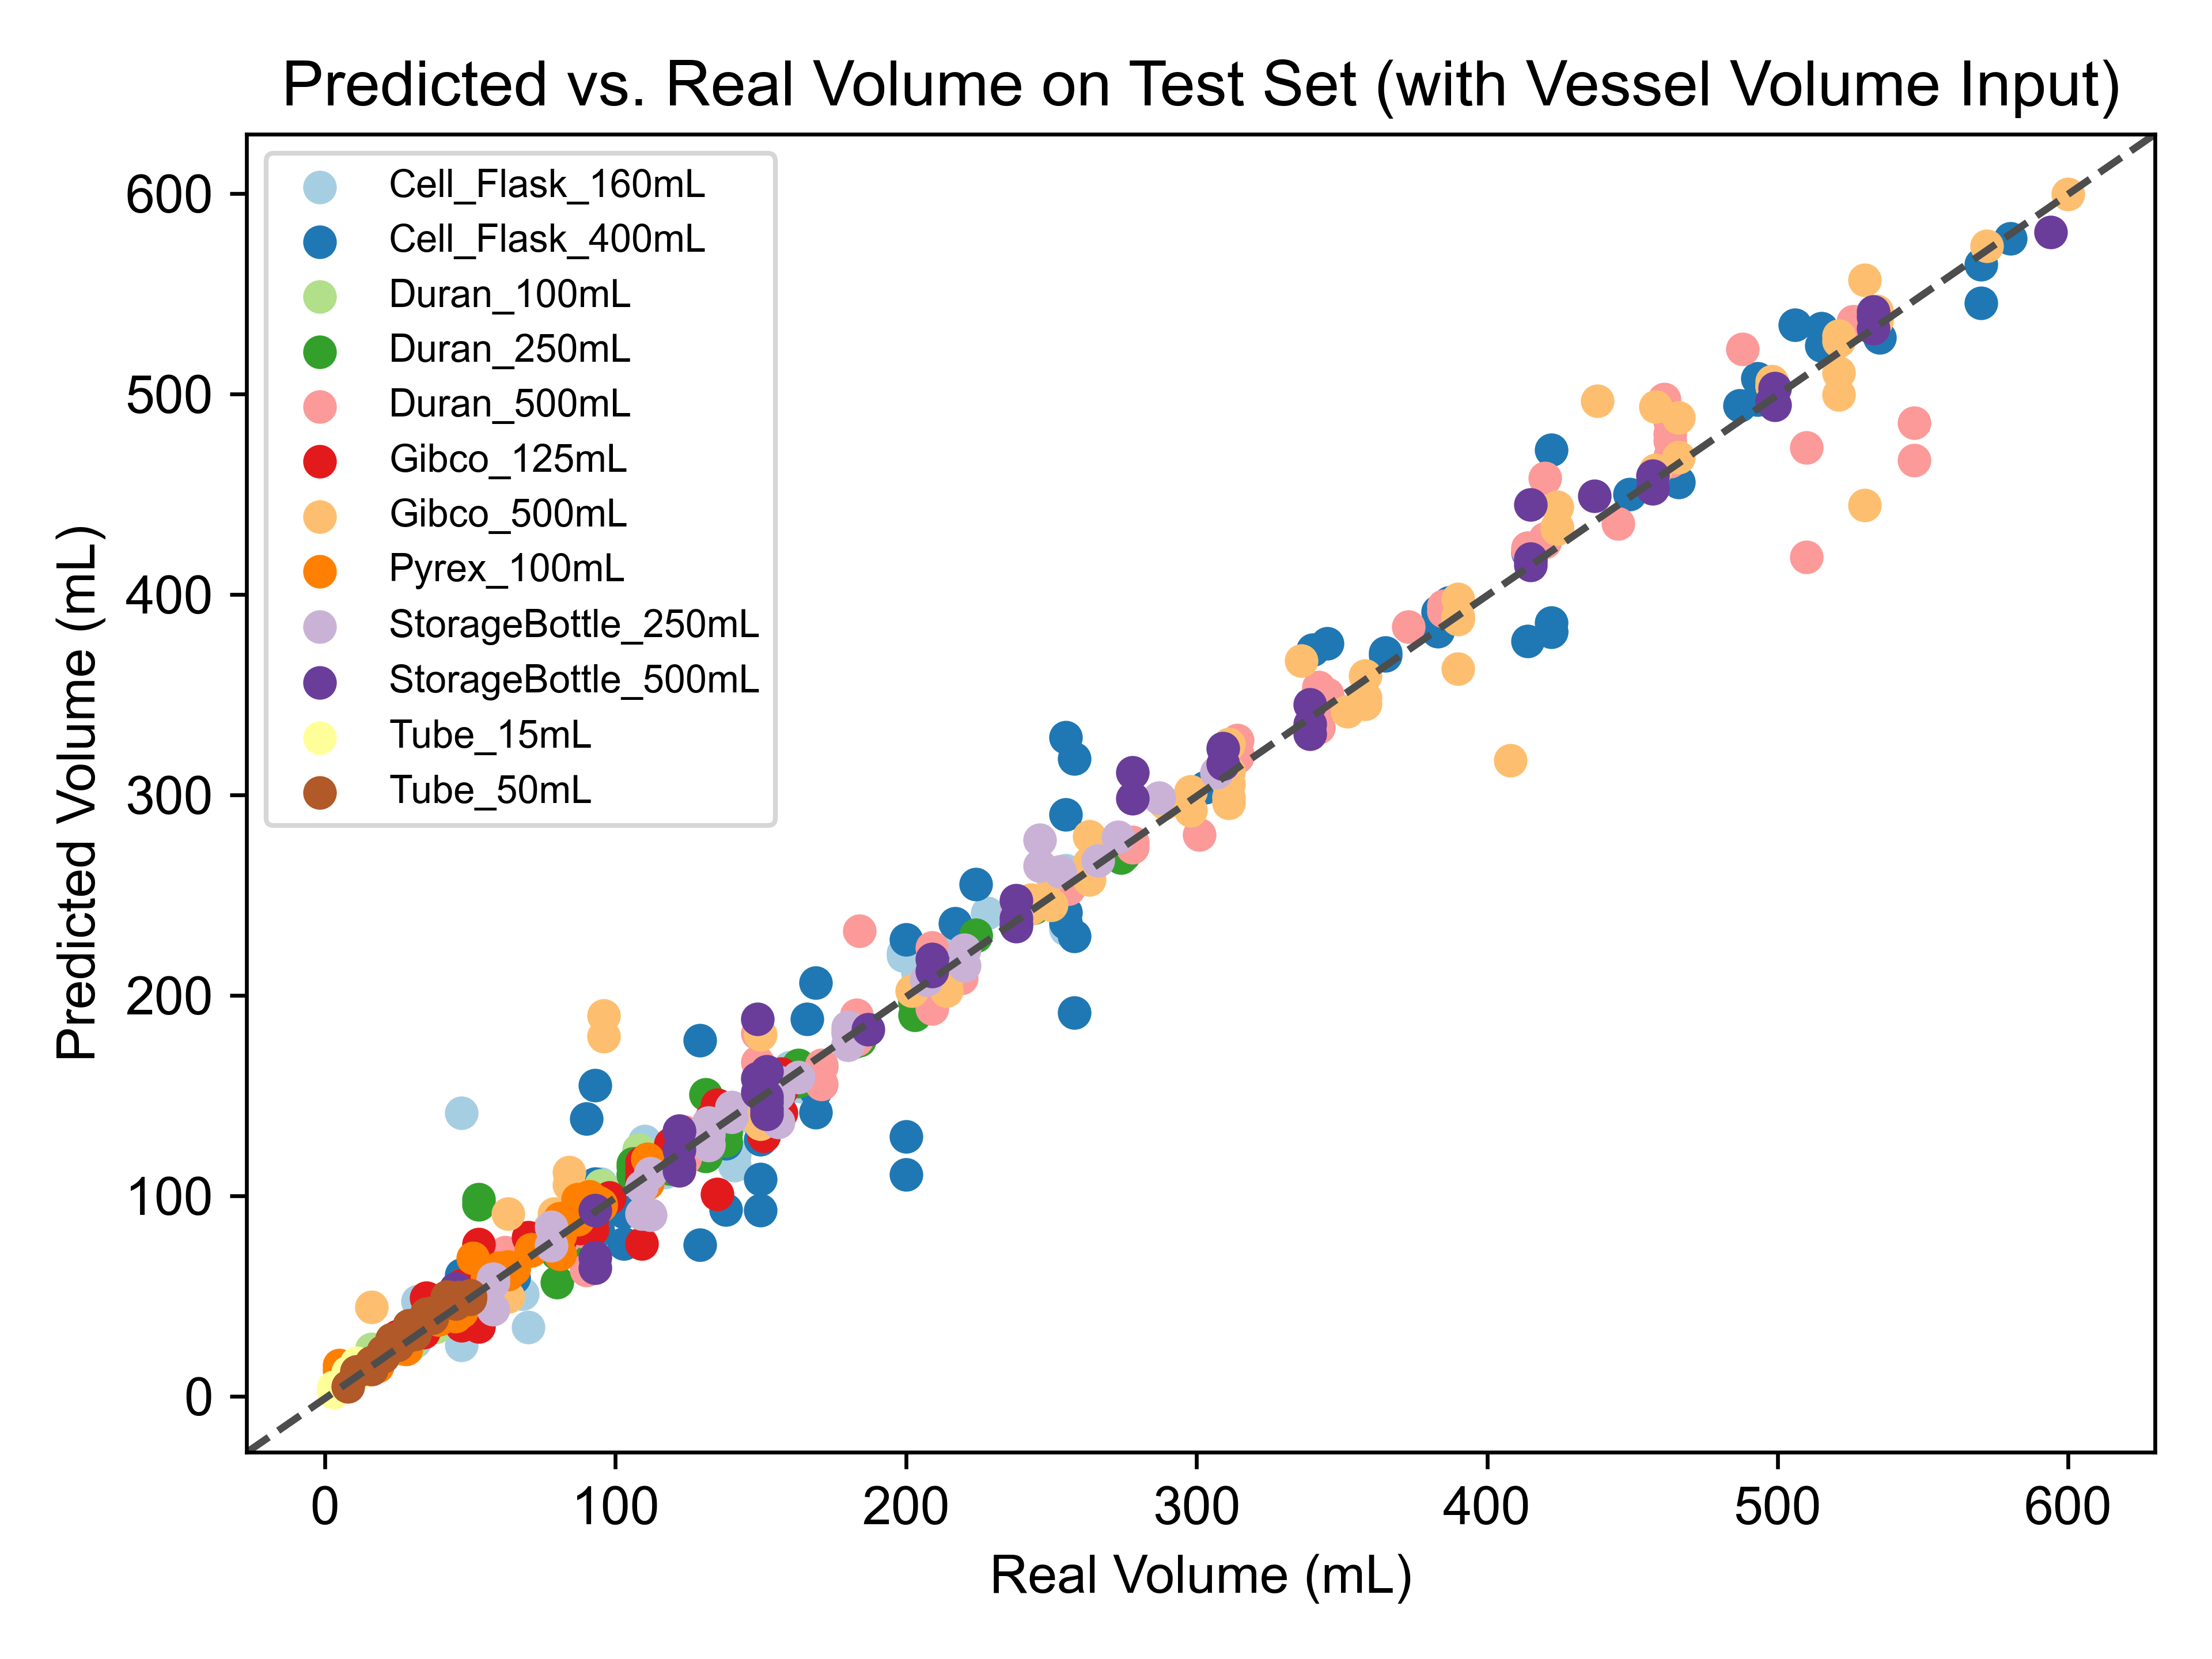 Predicted vs. Real Volume on Test Set (with Vessel Volume Input)
Cell_Flask_160mL
Cell_Flask_400mL
Duran_100mL
Duran_250mL
Duran_500mL
Gibco_125mL
Gibco_500mL
Pyrex_100mL
StorageBottle_250mL
StorageBottle_500mL
Tube_15mL
Tube_50mL
Predicted Volume (mL)
600
500
400
300
200
100
0
0 100 200 300 400 500 600
Real Volume (mL)